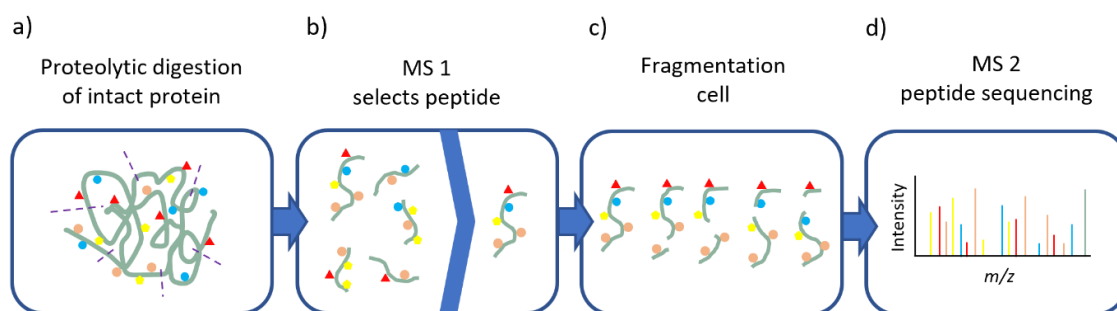 a)
Proteolytic digestion
of intact protein
b)
MS 1
selects peptide
c)
Fragmentation
cell
d)
MS 2
peptide sequencing
Intensity
m/z